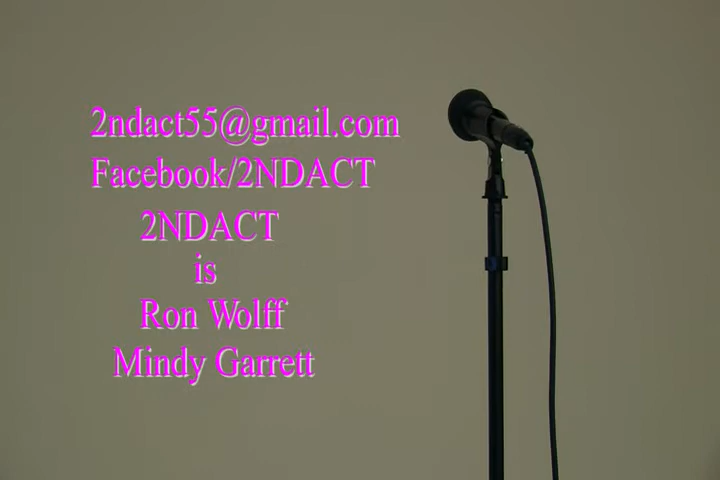 2ndact55@gmail.com
Facebook/2NDACT
2NDACT
is
Ron Wolff
Mindy Garrett